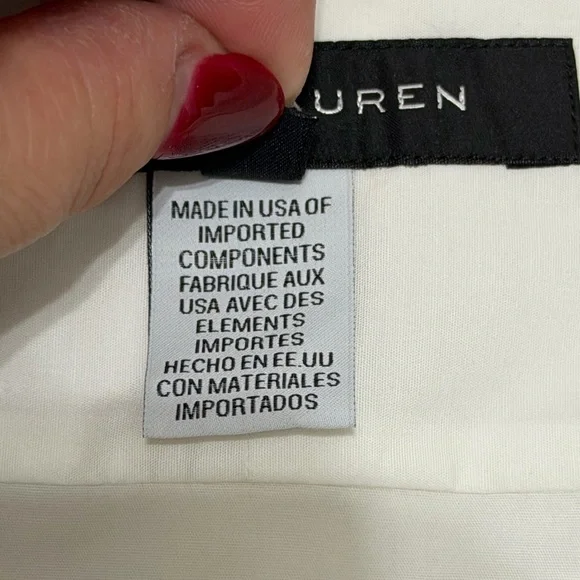 MADE IN USA OF
IMPORTED
COMPONENTS
FABRIQUE AUX
USA AVEC DES
ELEMENTS
IMPORTES
HECHO EN EE.UU
CON MATERIALES
IMPORTADOS